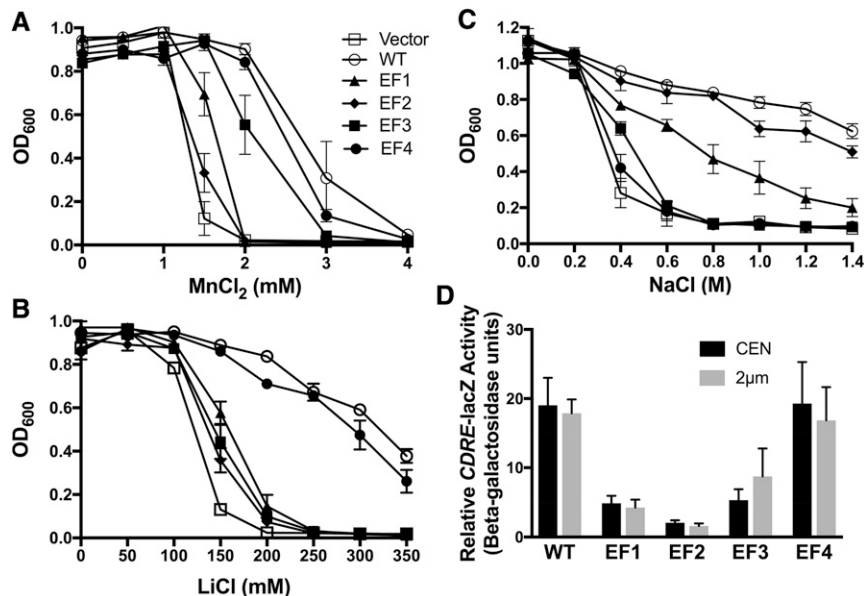 A
1.0
0.8
0.6
0.4
0.2
0.0
OD600
0 1 2 3 4
MnCl2 (mM)
Vector
WT
EF1
EF2
EF3
EF4
B
1.0
0.8
0.6
0.4
0.2
0.0
OD600
0 50 100 150 200 250 300 350
LiCl (mM)
C
1.2
1.0
0.8
0.6
0.4
0.2
0.0
OD600
0.0 0.2 0.4 0.6 0.8 1.0 1.2 1.4
NaCl (M)
D
30
20
10
0
Relative CDRE-lacZ Activity
(Beta-galactosidase units)
CEN
2μm
WT EF1 EF2 EF3 EF4